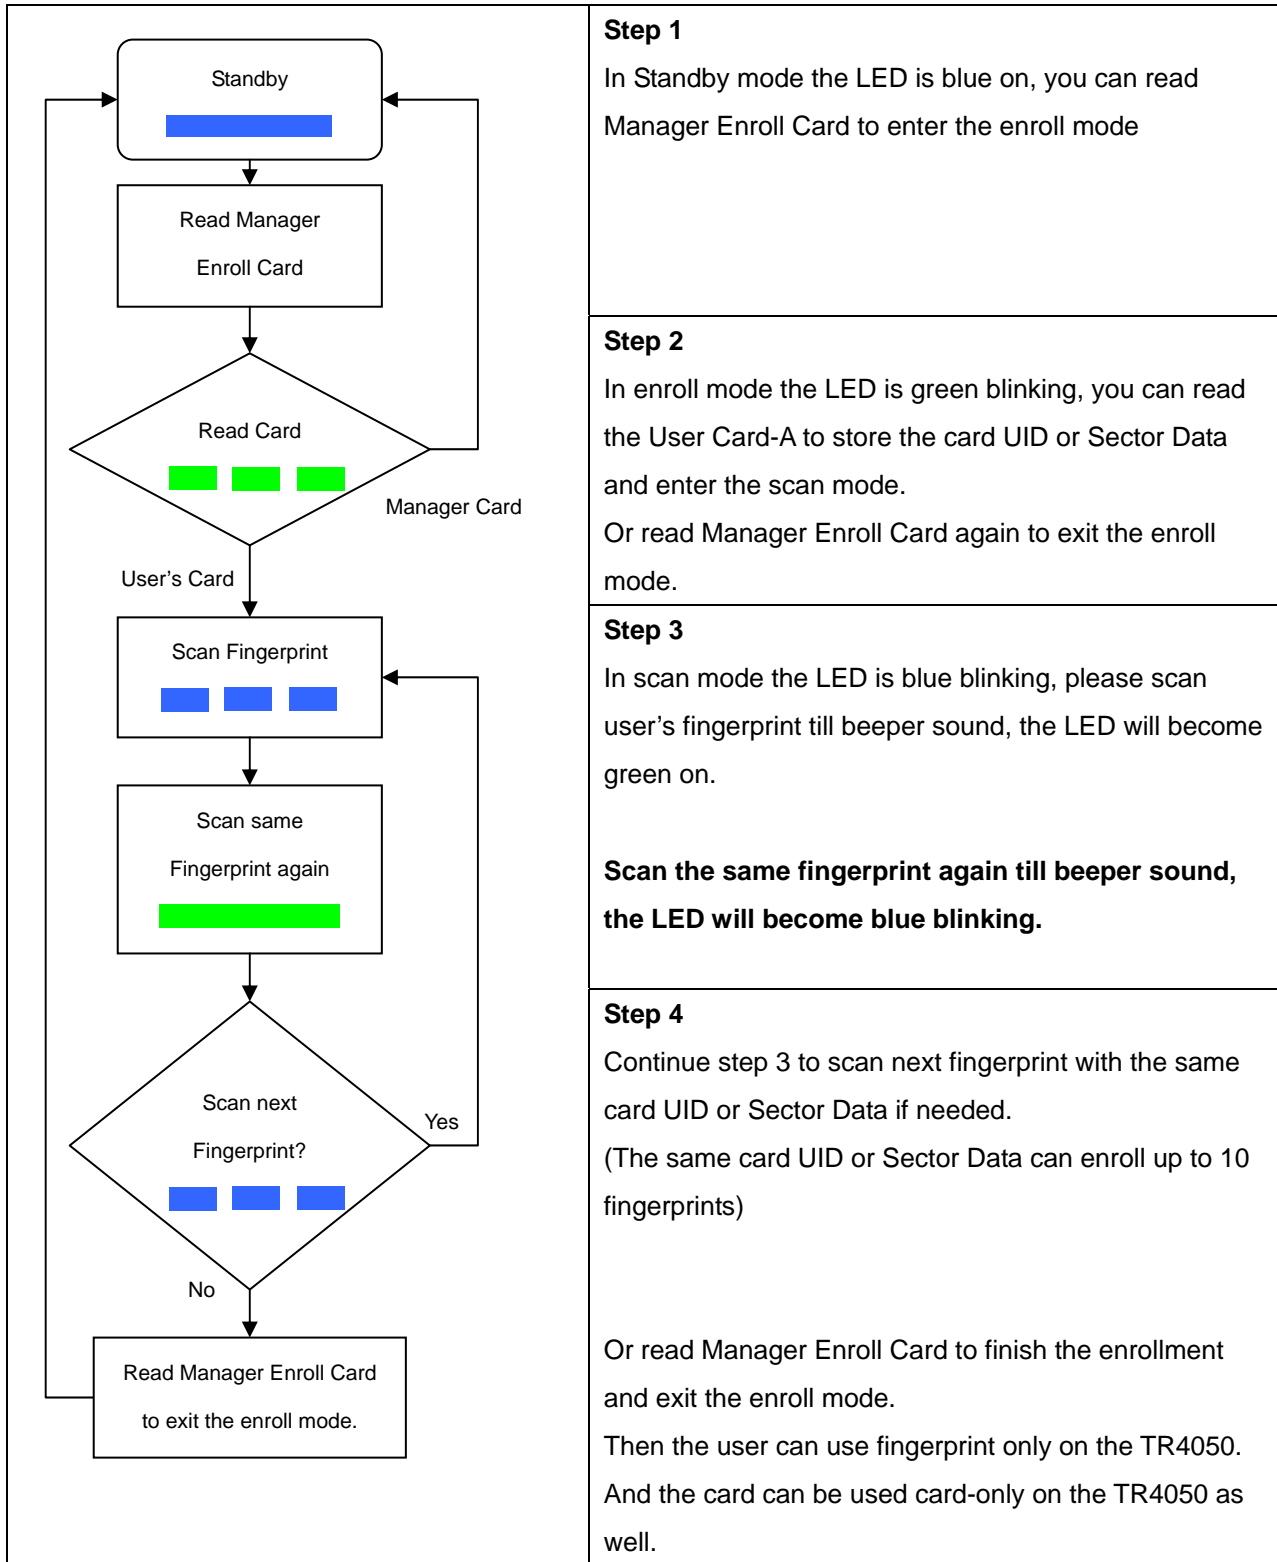 Standby
Read Manager
Enroll Card
Read Card
Manager Card
User's Card
Scan Fingerprint
Scan same
Fingerprint again
Scan next
Fingerprint?
Yes
No
Read Manager Enroll Card
to exit the enroll mode.
Step 1
In Standby mode the LED is blue on, you can read
Manager Enroll Card to enter the enroll mode
Step 2
In enroll mode the LED is green blinking, you can read
the User Card-A to store the card UID or Sector Data
and enter the scan mode.
Or read Manager Enroll Card again to exit the enroll
mode.
Step 3
In scan mode the LED is blue blinking, please scan
user's fingerprint till beeper sound, the LED will become
green on.
Scan the same fingerprint again till beeper sound,
the LED will become blue blinking.
Step 4
Continue step 3 to scan next fingerprint with the same
card UID or Sector Data if needed.
(The same card UID or Sector Data can enroll up to 10
fingerprints)
Or read Manager Enroll Card to finish the enrollment
and exit the enroll mode.
Then the user can use fingerprint only on the TR4050.
And the card can be used card-only on the TR4050 as
well.